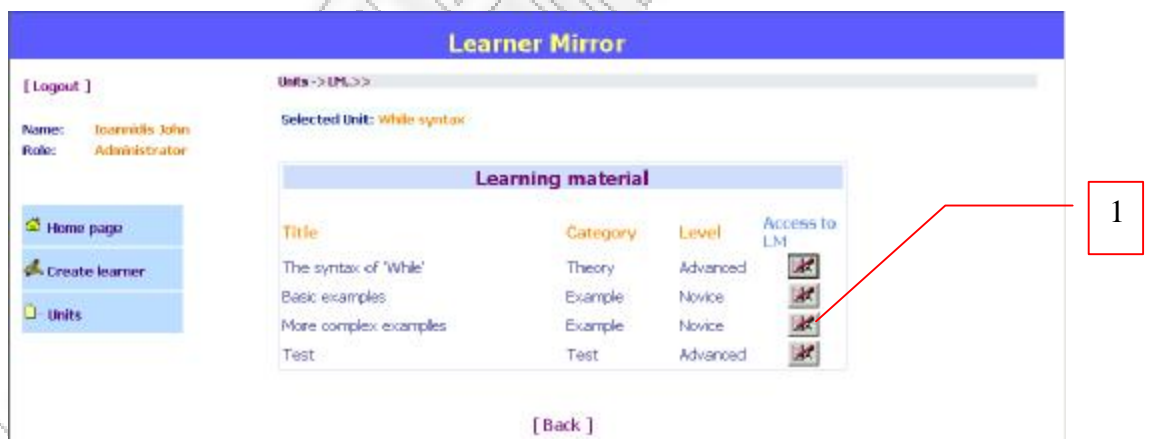 Learner Mirror
[ Logout ]
Units -> LM >>
Name: Ioannidis John
Role: Administrator
Selected Unit: While syntax
Learning material
Home page
Create learner
Units
Title Category Level Access to LM
The syntax of 'While' Theory Advanced
Basic examples Example Novice
More complex examples Example Novice
Test Test Advanced
[ Back ]
1